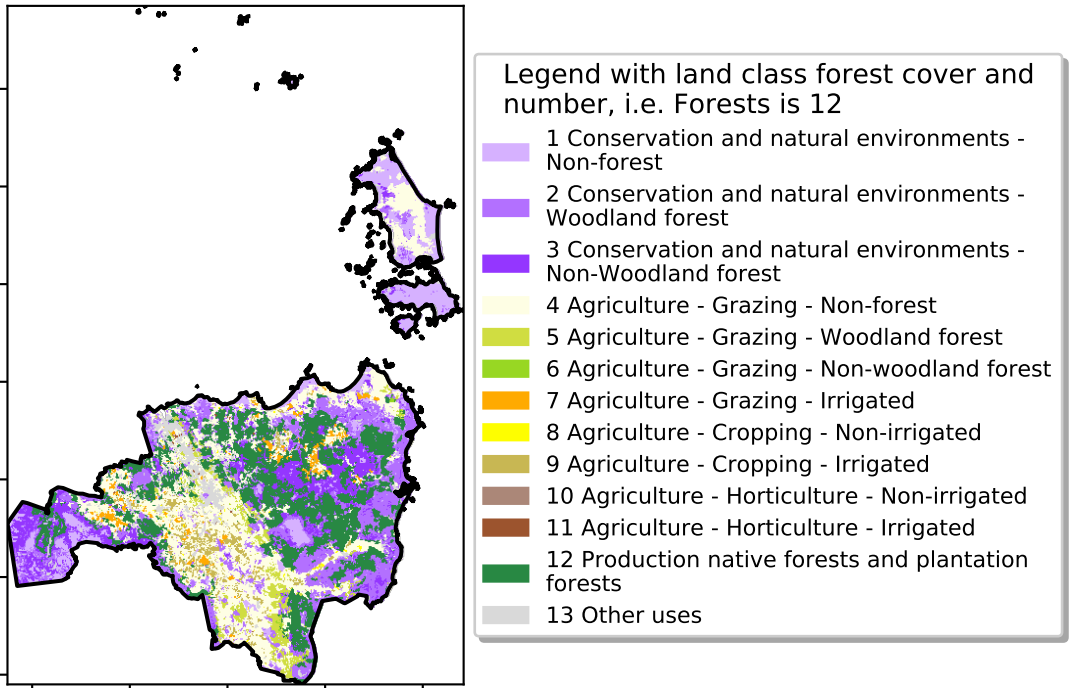 Legend with land class forest cover and
number, i.e. Forests is 12
1 Conservation and natural environments -
Non-forest
2 Conservation and natural environments -
Woodland forest
3 Conservation and natural environments -
Non-Woodland forest
4 Agriculture - Grazing - Non-forest
5 Agriculture - Grazing - Woodland forest
6 Agriculture - Grazing - Non-woodland forest
7 Agriculture - Grazing - Irrigated
8 Agriculture - Cropping - Non-irrigated
9 Agriculture - Cropping - Irrigated
10 Agriculture - Horticulture - Non-irrigated
11 Agriculture - Horticulture - Irrigated
12 Production native forests and plantation
forests
13 Other uses